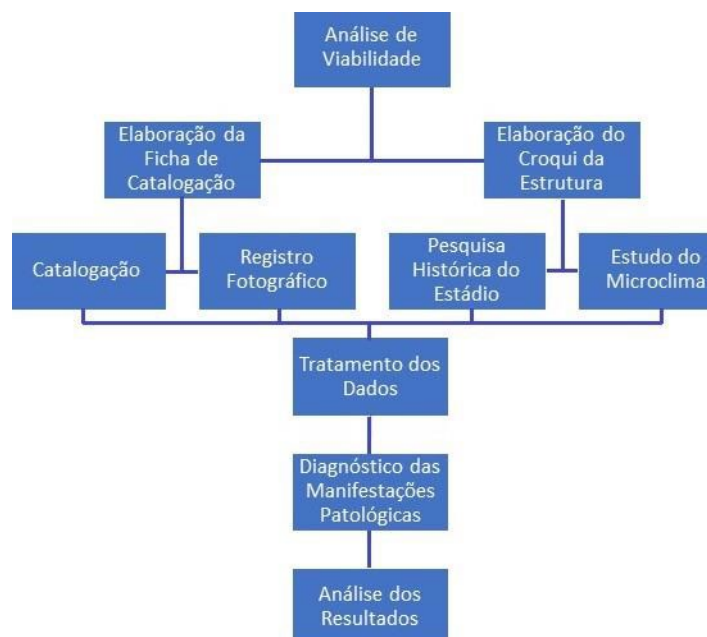 Análise de
Viabilidade
Elaboração da
Ficha de
Catalogação
Elaboração do
Croqui da
Estrutura
Catalogação
Registro
Fotográfico
Pesquisa
Histórica do
Estádio
Estudo do
Microclima
Tratamento dos
Dados
Diagnóstico das
Manifestações
Patológicas
Análise dos
Resultados